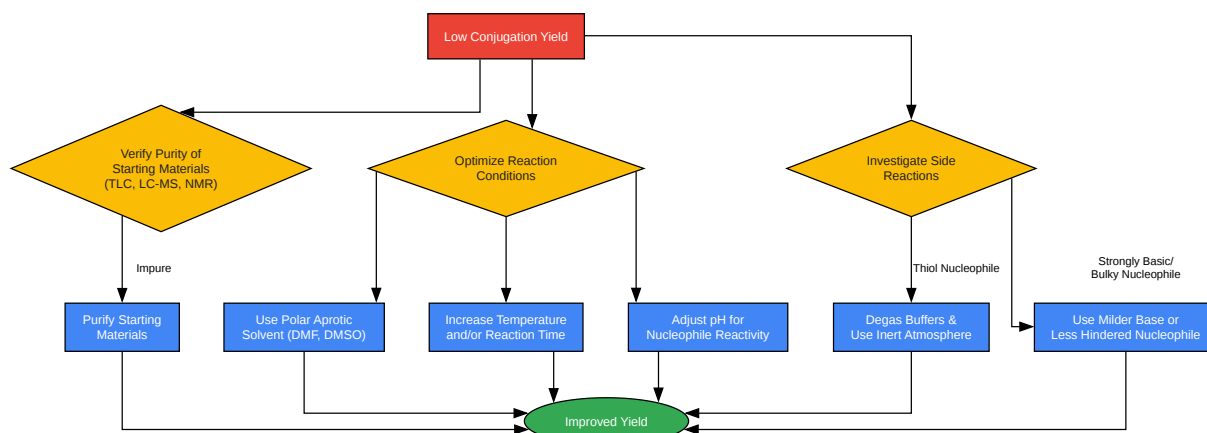 Low Conjugation Yield
Verify Purity of
Starting Materials
(TLC, LC-MS, NMR)
Optimize Reaction
Conditions
Investigate Side
Reactions
Impure
Thiol Nucleophile
Strongly Basic/
Bulky Nucleophile
Purify Starting
Materials
Use Polar Aprotic
Solvent (DMF, DMSO)
Increase Temperature
and/or Reaction Time
Adjust pH for
Nucleophile Reactivity
Degas Buffers &
Use Inert Atmosphere
Use Milder Base or
Less Hindered Nucleophile
Improved Yield